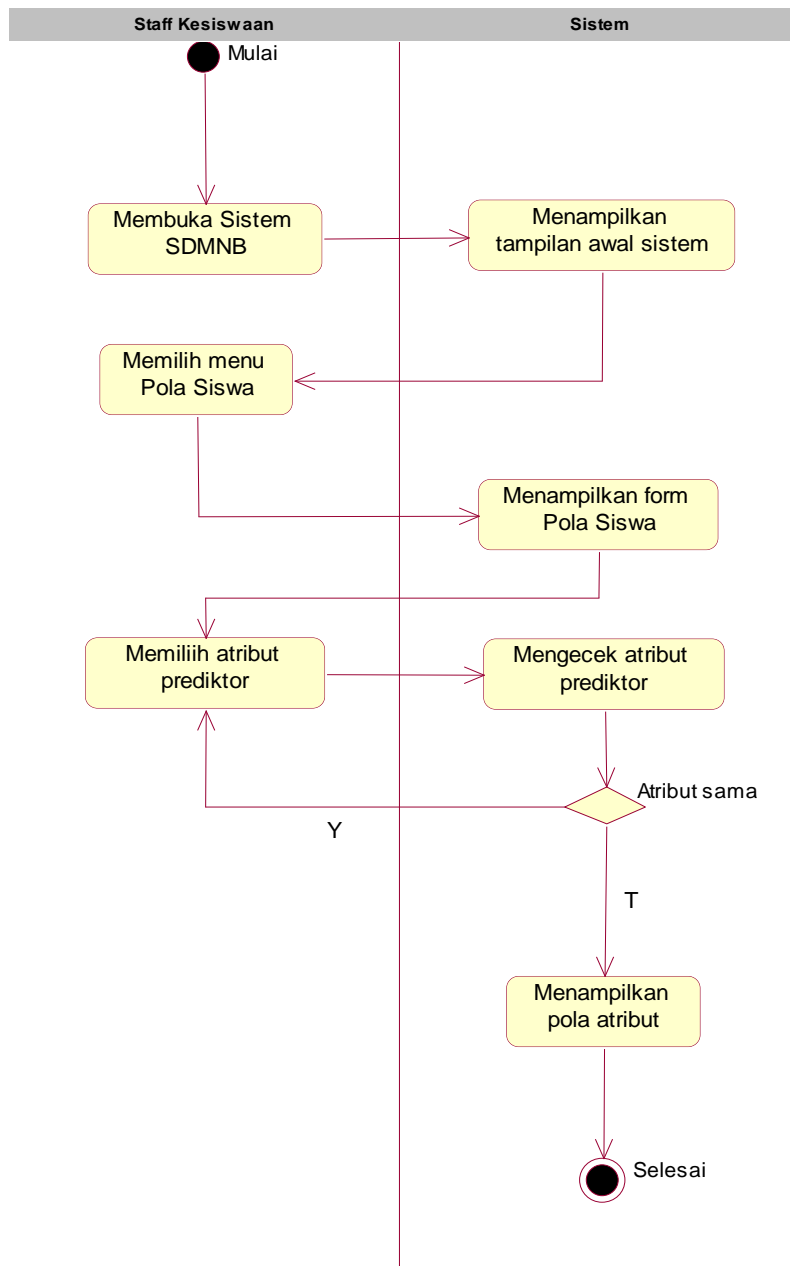 Staff Kesiswaan
Sistem
Mulai
Membuka Sistem
SDMNB
Menampilkan
tampilan awal sistem
Memilih menu
Pola Siswa
Menampilkan form
Pola Siswa
Memiliih atribut
prediktor
Mengecek atribut
prediktor
Atribut sama
Y
T
Menampilkan
pola atribut
Selesai